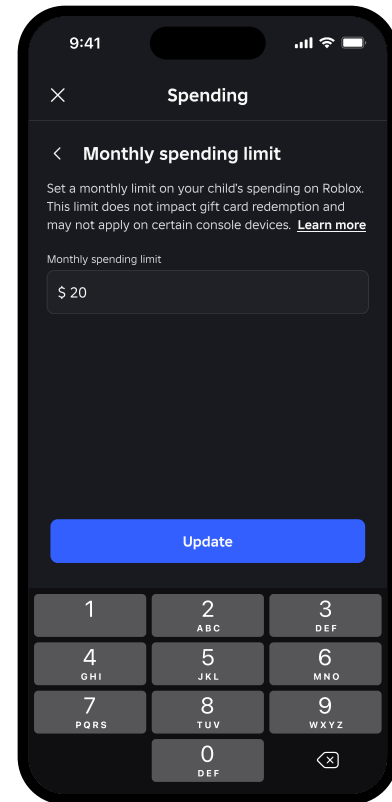 9:41
Spending
Monthly spending limit
Set a monthly limit on your child's spending on Roblox.
This limit does not impact gift card redemption and
may not apply on certain console devices. Learn more
Monthly spending limit
$ 20
Update
1 2 3
ABC DEF
4 5 6
GHI JKL MNO
7 8 9
PQRS TUV WXYZ
0
DEF